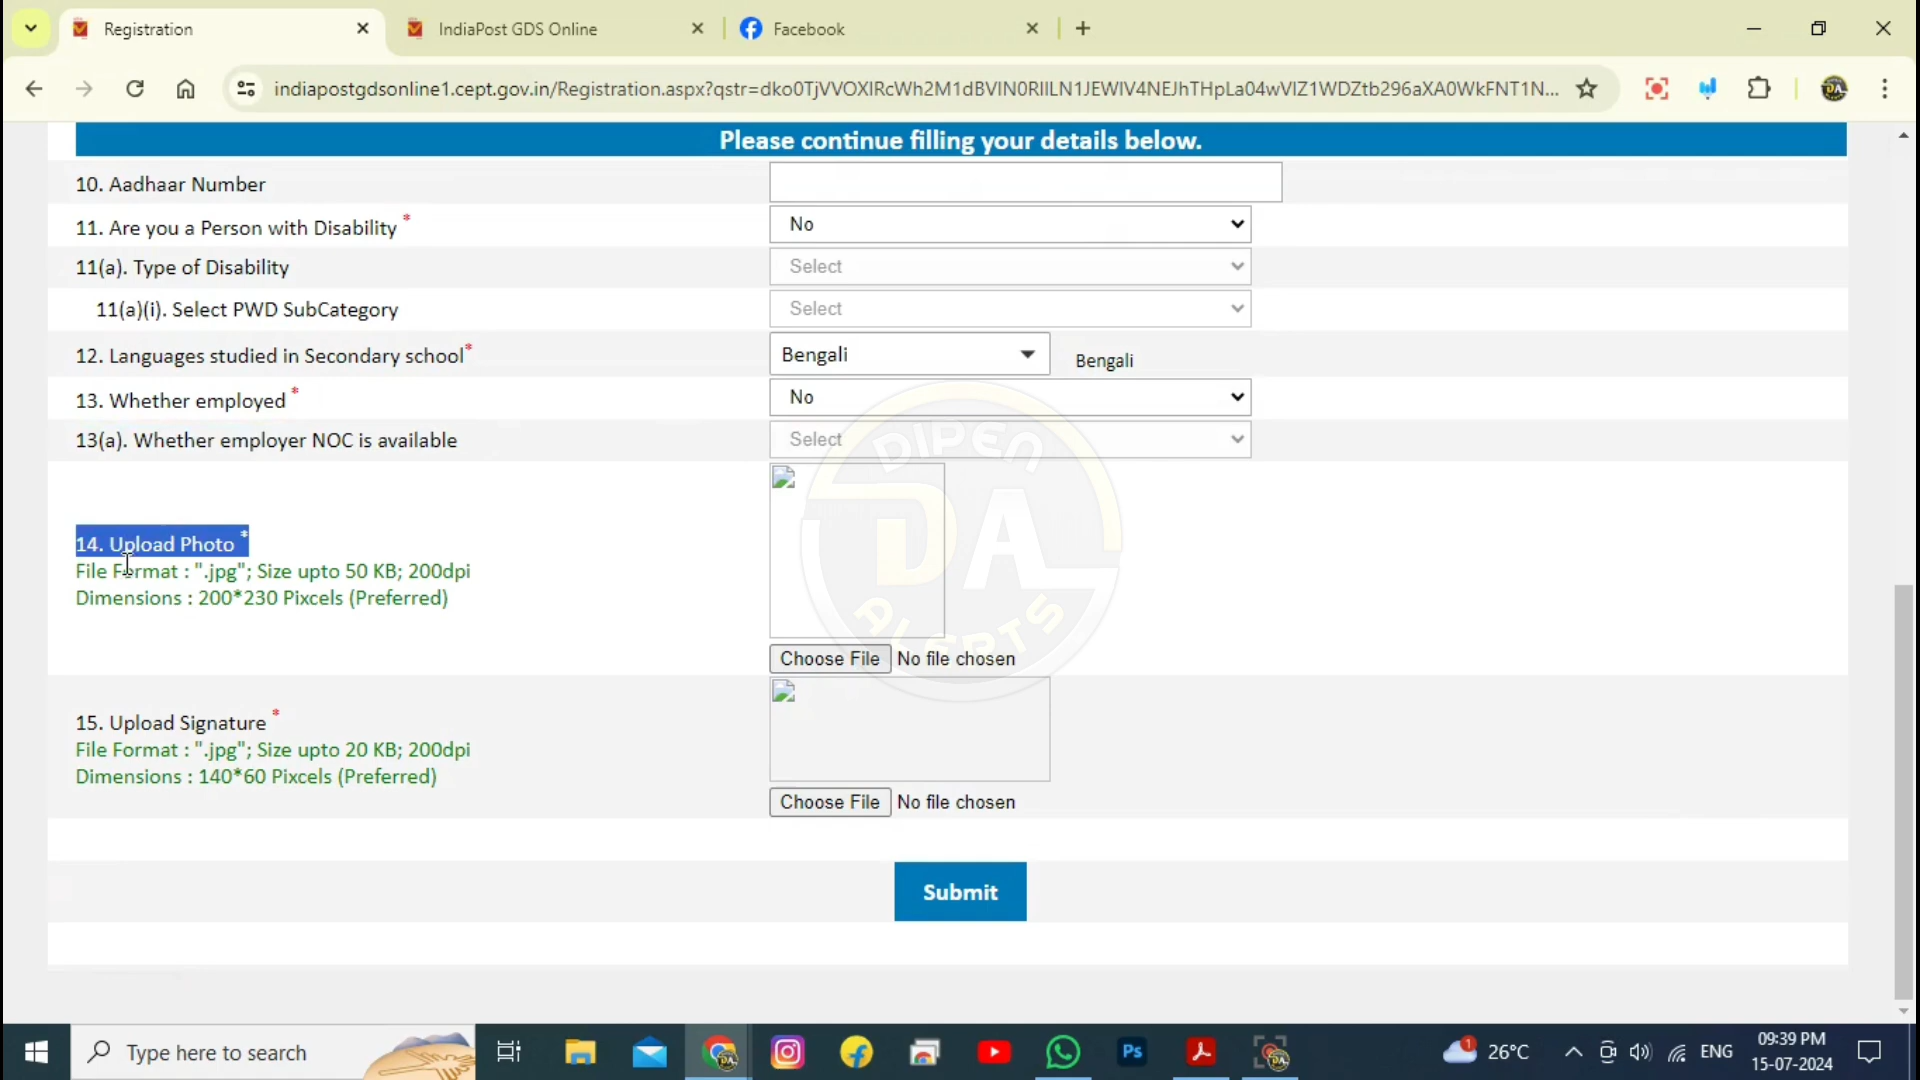 Registration
IndiaPost GDS Online
Facebook
indiapostgdsonline1.cept.gov.in/Registration.aspx?qstr=dko0TjVVOXlRcWh2M1dBVlN0RllLN1JEWlV4NEJhTHpLa04wVlZ1WDZtb296aXA0WkFNT1N...
Please continue filling your details below.
10. Aadhaar Number
11. Are you a Person with Disability * No
11(a). Type of Disability Select
11(a)(i). Select PWD SubCategory Select
12. Languages studied in Secondary school* Bengali Bengali
13. Whether employed * No
13(a). Whether employer NOC is available Select
14. Upload Photo *
File Format : ".jpg"; Size upto 50 KB; 200dpi
Dimensions : 200*230 Pixcels (Preferred)
Choose File No file chosen
DIPEN
DA
ALERTS
15. Upload Signature *
File Format : ".jpg"; Size upto 20 KB; 200dpi
Dimensions : 140*60 Pixcels (Preferred)
Choose File No file chosen
Submit
Type here to search
Ps
1
26°C
ENG
09:39 PM
15-07-2024